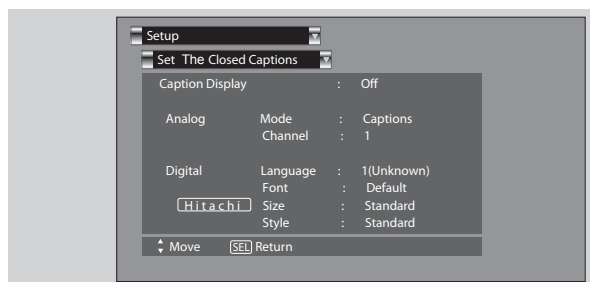 Setup
Set The Closed Captions
Caption Display : Off
Analog Mode : Captions
Channel : 1
Digital Language : 1(Unknown)
Font : Default
Hitachi Size : Standard
Style : Standard
Move SEL Return